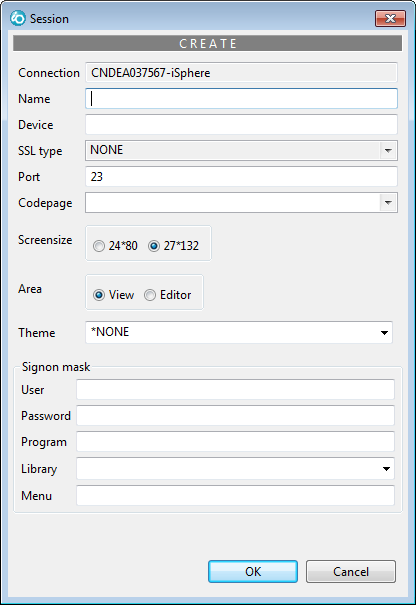 Session
CREATE
Connection CNDEA037567-iSphere
Name
Device
SSL type NONE
Port 23
Codepage
Screensize 24*80 27*132
Area View Editor
Theme *NONE
Signon mask
User
Password
Program
Library
Menu
OK Cancel